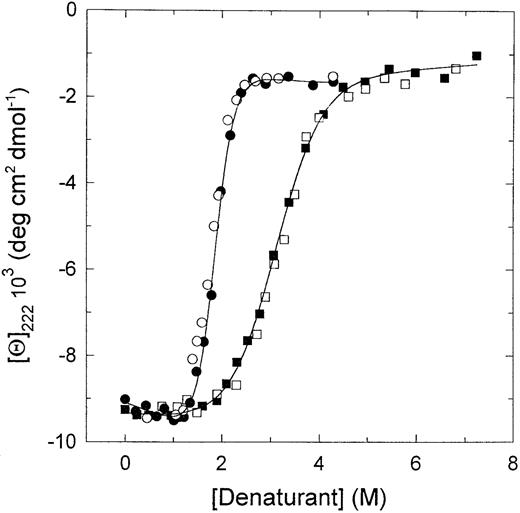 0
-2
-4
-6
-8
-10
[Θ]222 10³ (deg cm² dmol⁻¹)
0 2 4 6 8
[Denaturant] (M)